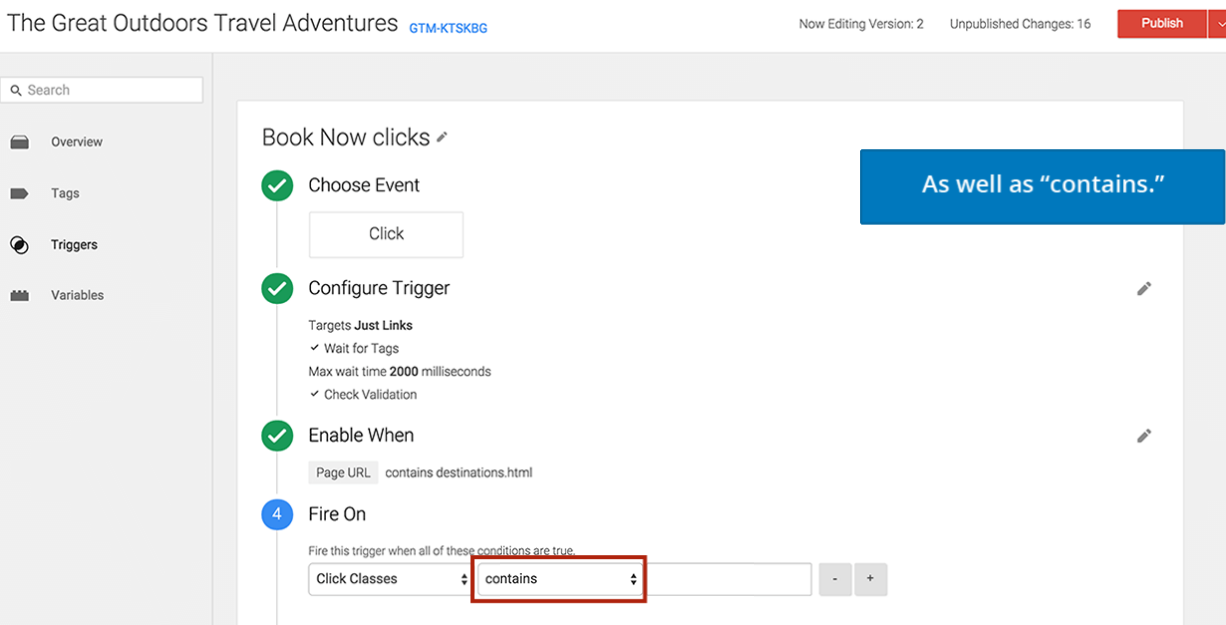 The Great Outdoors Travel Adventures GTM-KTSKBG Now Editing Version: 2 Unpublished Changes: 16 Publish
Search
Overview
Tags
Triggers
Variables
Book Now clicks
As well as “contains.”
Choose Event
Click
Configure Trigger
Targets Just Links
Wait for Tags
Max wait time 2000 milliseconds
Check Validation
Enable When
Page URL contains destinations.html
4 Fire On
Fire this trigger when all of these conditions are true.
Click Classes contains - +